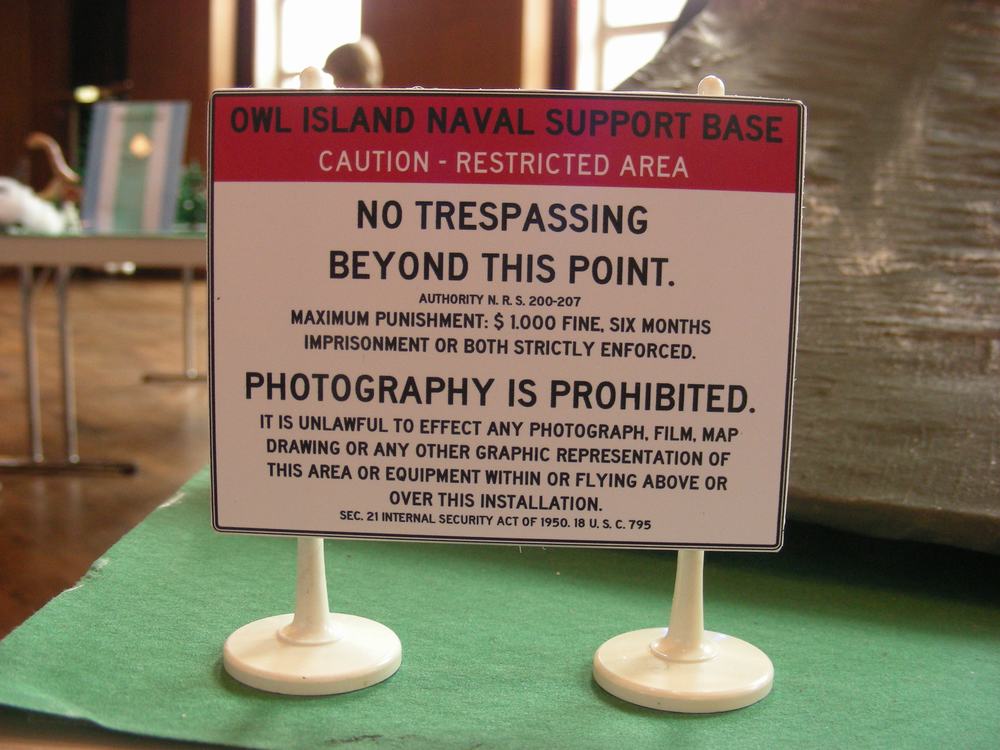 OWL ISLAND NAVAL SUPPORT BASE
CAUTION - RESTRICTED AREA
NO TRESPASSING
BEYOND THIS POINT.
AUTHORITY N. R. S. 200-207
MAXIMUM PUNISHMENT: $ 1.000 FINE, SIX MONTHS
IMPRISONMENT OR BOTH STRICTLY ENFORCED.
PHOTOGRAPHY IS PROHIBITED.
IT IS UNLAWFUL TO EFFECT ANY PHOTOGRAPH, FILM, MAP
DRAWING OR ANY OTHER GRAPHIC REPRESENTATION OF
THIS AREA OR EQUIPMENT WITHIN OR FLYING ABOVE OR
OVER THIS INSTALLATION.
SEC. 21 INTERNAL SECURITY ACT OF 1950. 18 U. S. C. 795